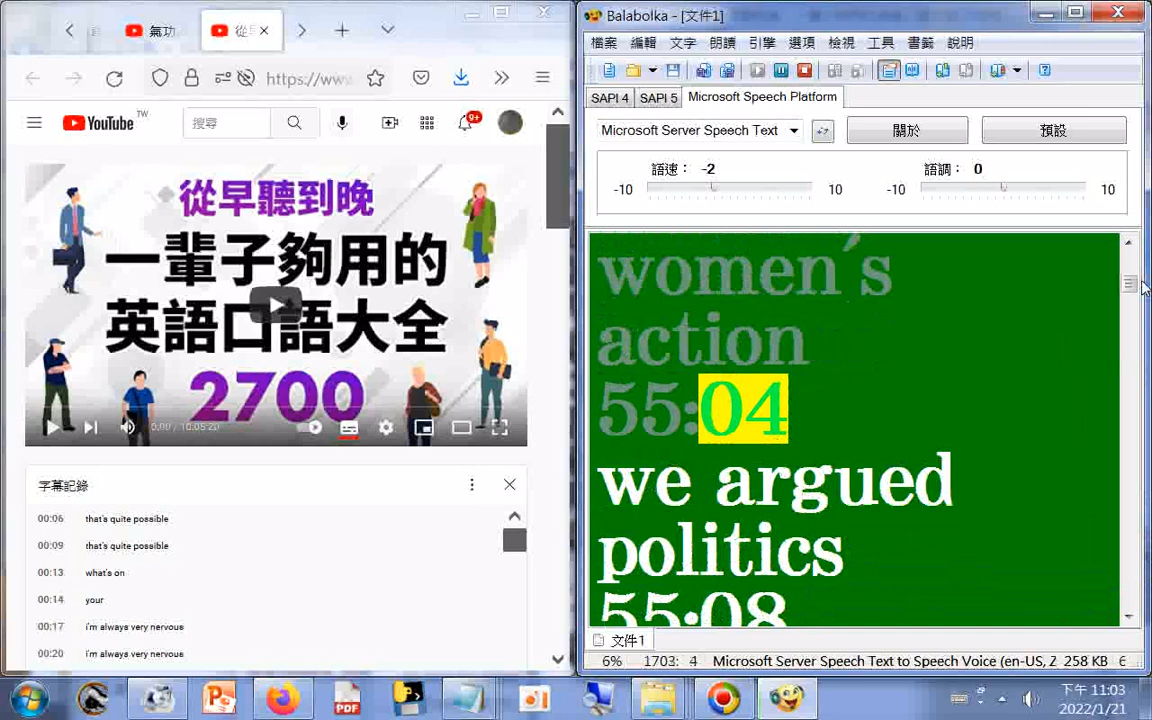 氣功
從
https://www
YouTube TW
搜尋
9+
從早聽到晚
一輩子夠用的
英語口語大全
2700
0:00 / 10:05:20
字幕記錄
00:06 that's quite possible
00:09 that's quite possible
00:13 what's on
00:14 your
00:17 i'm always very nervous
00:20 i'm always very nervous
Balabolka - [文件1]
檔案 編輯 文字 朗讀 引擎 選項 檢視 工具 書籤 說明
SAPI 4 SAPI 5 Microsoft Speech Platform
Microsoft Server Speech Text 關於 預設
語速： -2 語調： 0
-10 10 -10 10
women's
action
55:04
we argued
politics
55:08
文件1
6% 1703: 4 Microsoft Server Speech Text to Speech Voice (en-US, Z 258 KB 6
PDF
下午 11:03
2022/1/21